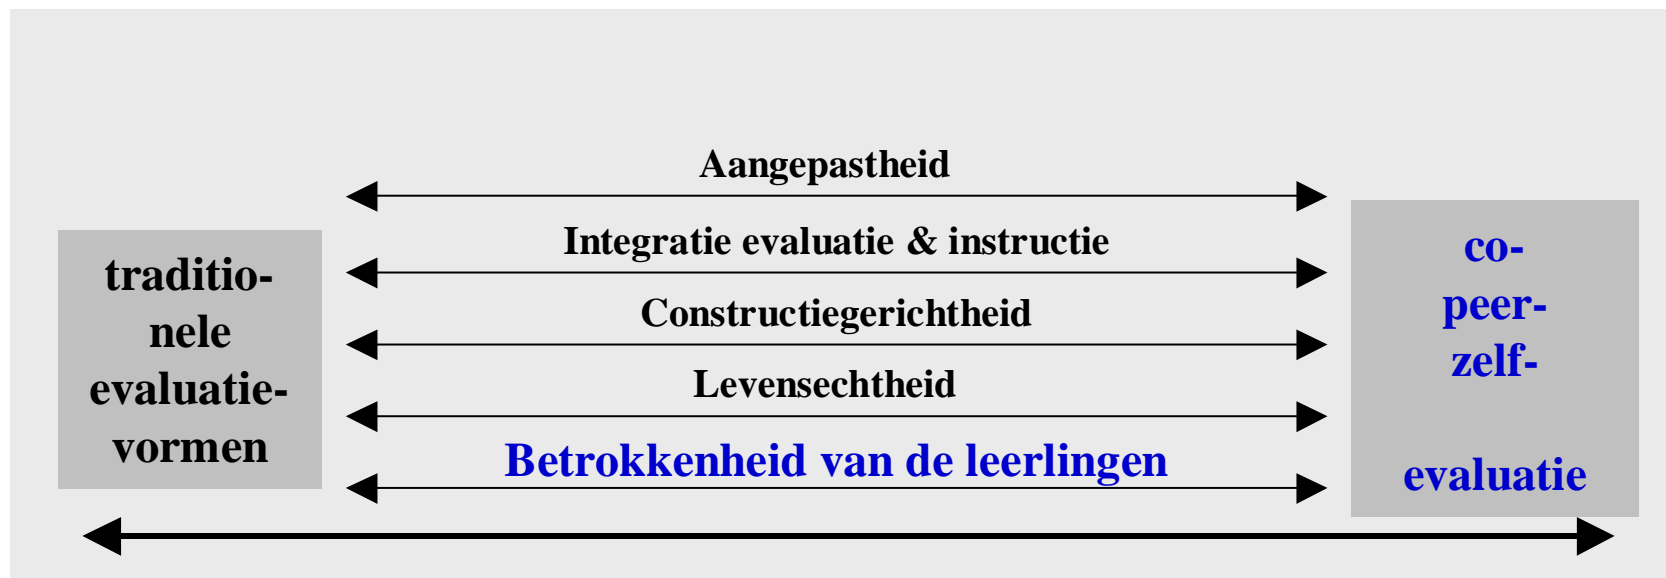 Aangepastheid
Integratie evaluatie & instructie
Constructiegerichtheid
Levensechtheid
Betrokkenheid van de leerlingen
traditio-
nele
evaluatie-
vormen
co-
peer-
zelf-
evaluatie